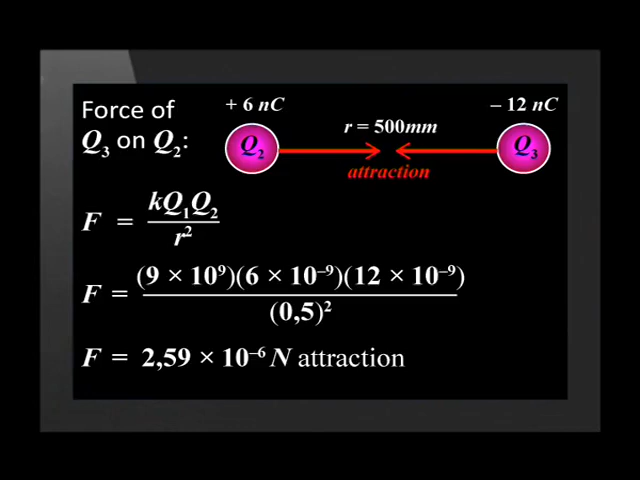 Force of
Q₃ on Q₂:
+ 6 nC
– 12 nC
r = 500mm
Q₂
Q₃
attraction
F = kQ₁Q₂ / r²
F = (9 × 10⁹)(6 × 10⁻⁹)(12 × 10⁻⁹) / (0,5)²
F = 2,59 × 10⁻⁶ N attraction